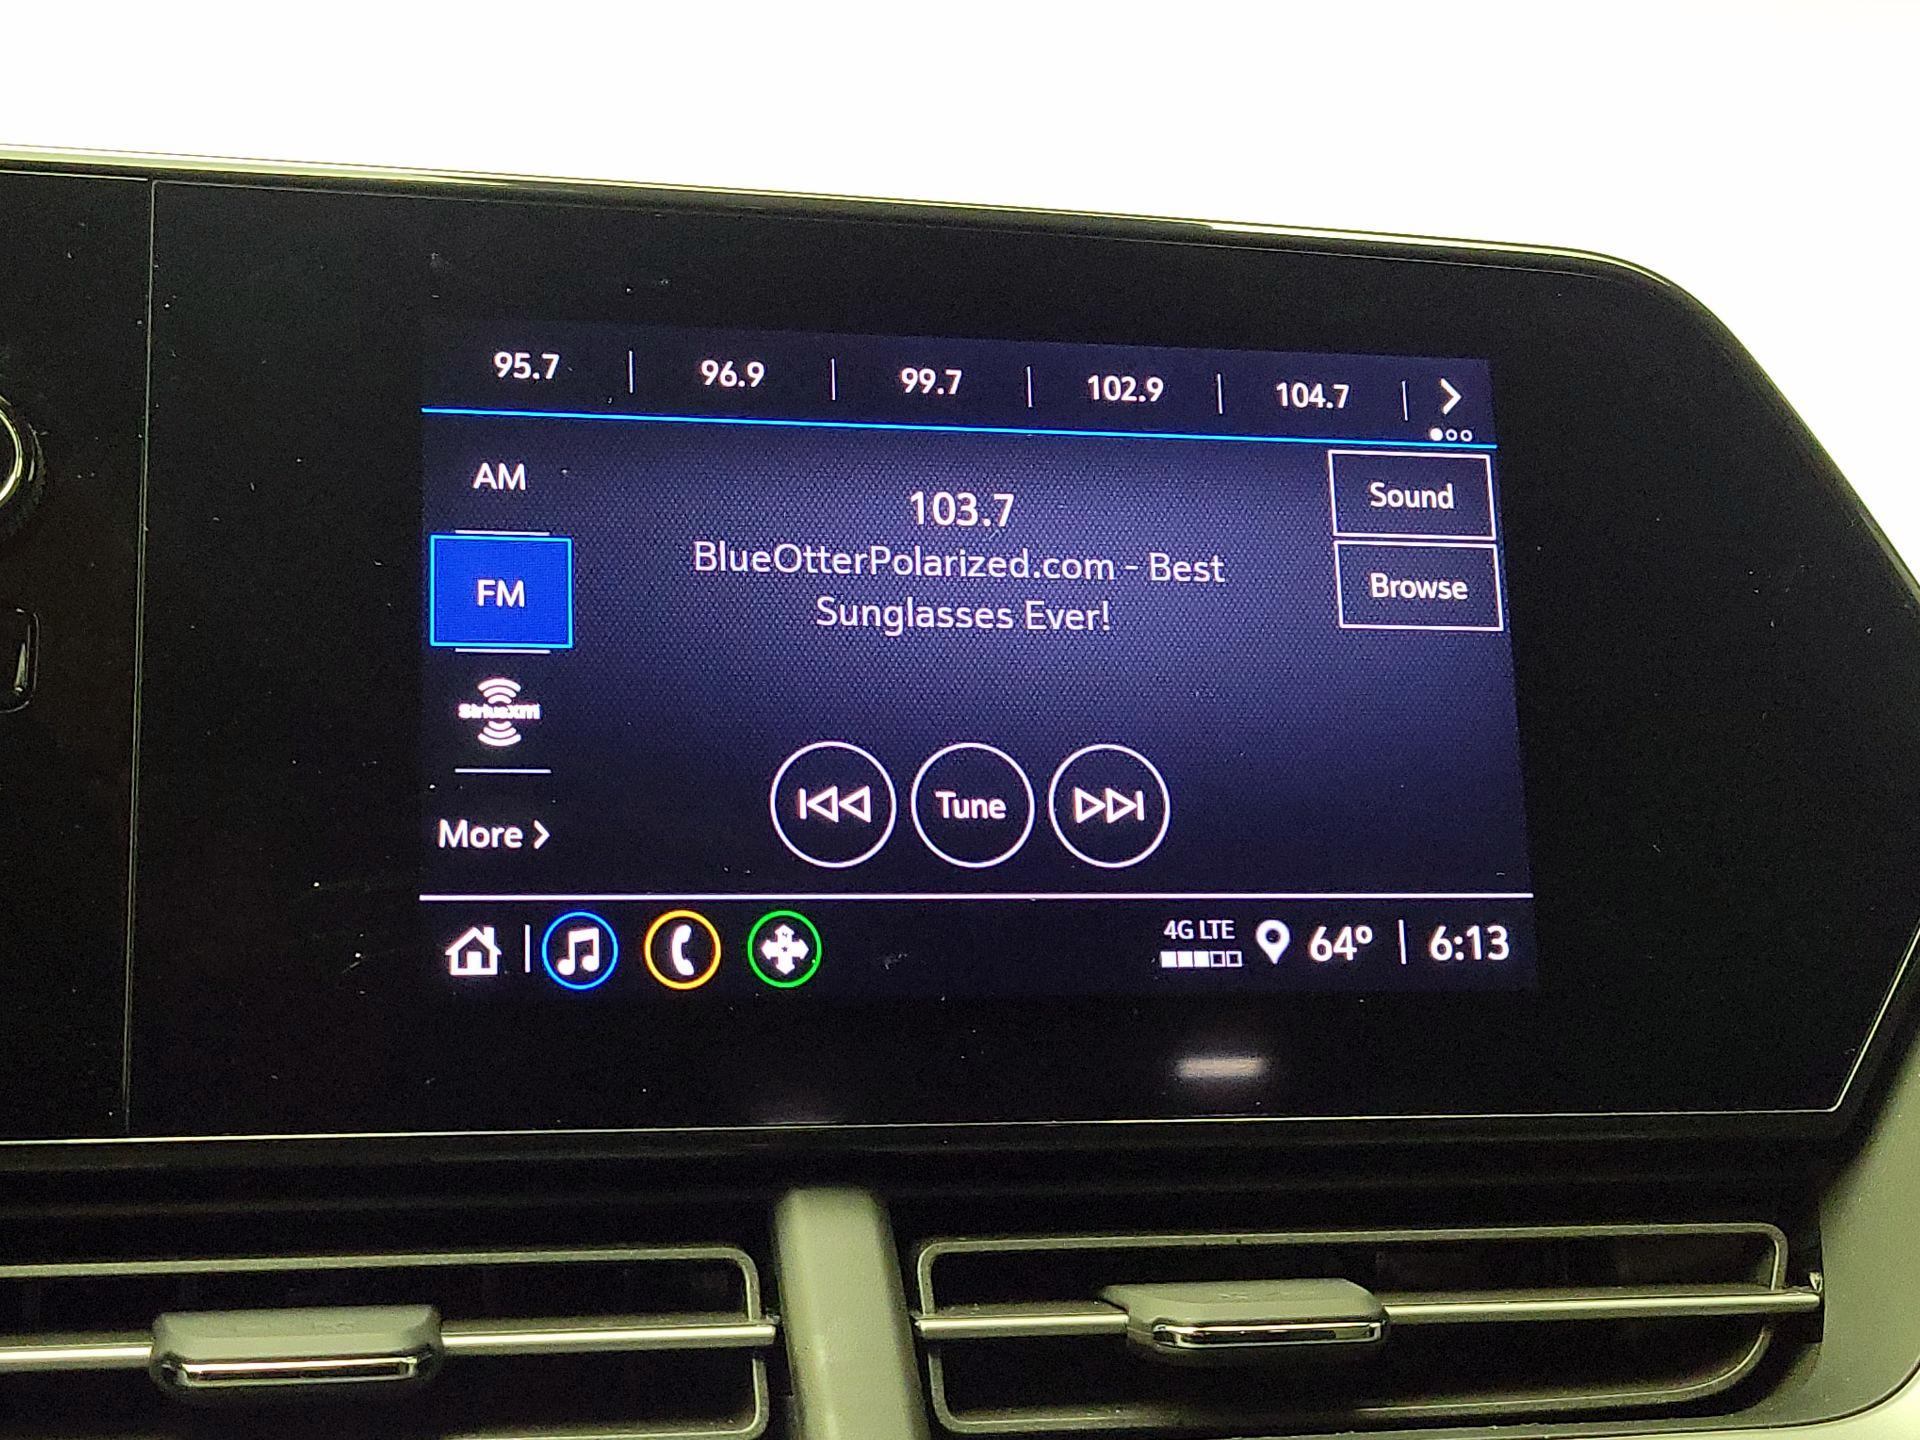 95.7 | 96.9 | 99.7 | 102.9 | 104.7
AM
103.7
Sound
BlueOtterPolarized.com - Best
Sunglasses Ever!
Browse
FM
SiriusXM
Tune
More
4G LTE
64° | 6:13